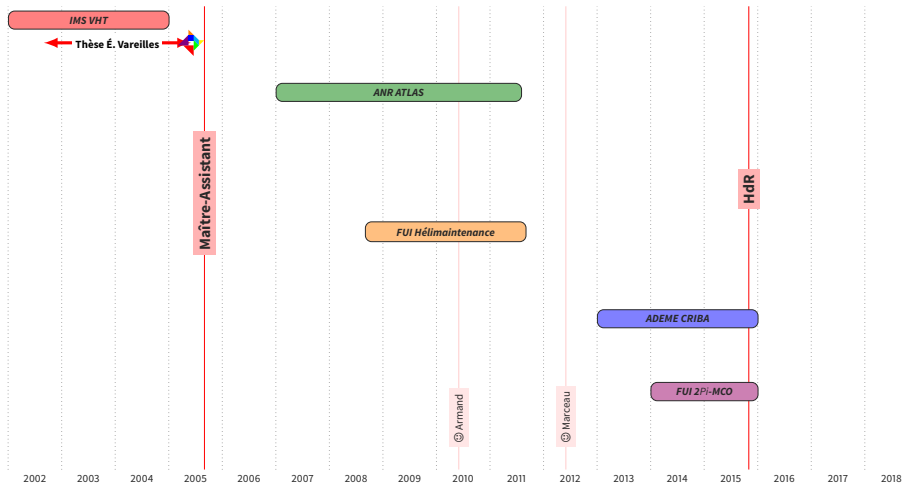 IMS VHT
Thèse É. Vareilles
ANR ATLAS
Maître-Assistant
HdR
FUI Hélimaintenance
ADEME CRIBA
FUI 2Pi-MCO
☺ Armand
☺ Marceau
2002 2003 2004 2005 2006 2007 2008 2009 2010 2011 2012 2013 2014 2015 2016 2017 2018